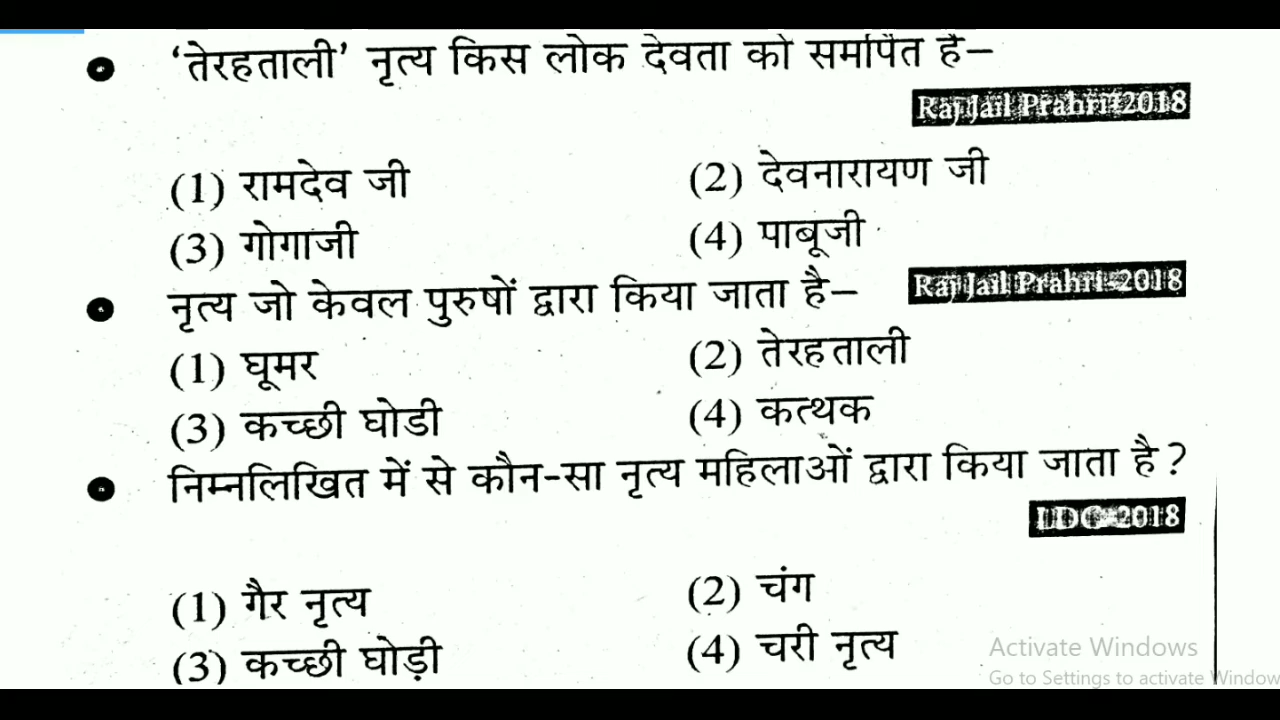 'तेरहताली' नृत्य किस लोक देवता को समर्पित है–
Raj Jail Prahri-2018
(1) रामदेव जी (2) देवनारायण जी
(3) गोगाजी (4) पाबूजी
नृत्य जो केवल पुरुषों द्वारा किया जाता है– Raj Jail Prahri-2018
(1) घूमर (2) तेरहताली
(3) कच्छी घोडी (4) कत्थक
निम्नलिखित में से कौन-सा नृत्य महिलाओं द्वारा किया जाता है ?
LDC-2018
(1) गैर नृत्य (2) चंग
(3) कच्छी घोड़ी (4) चरी नृत्य
Activate Windows
Go to Settings to activate Window